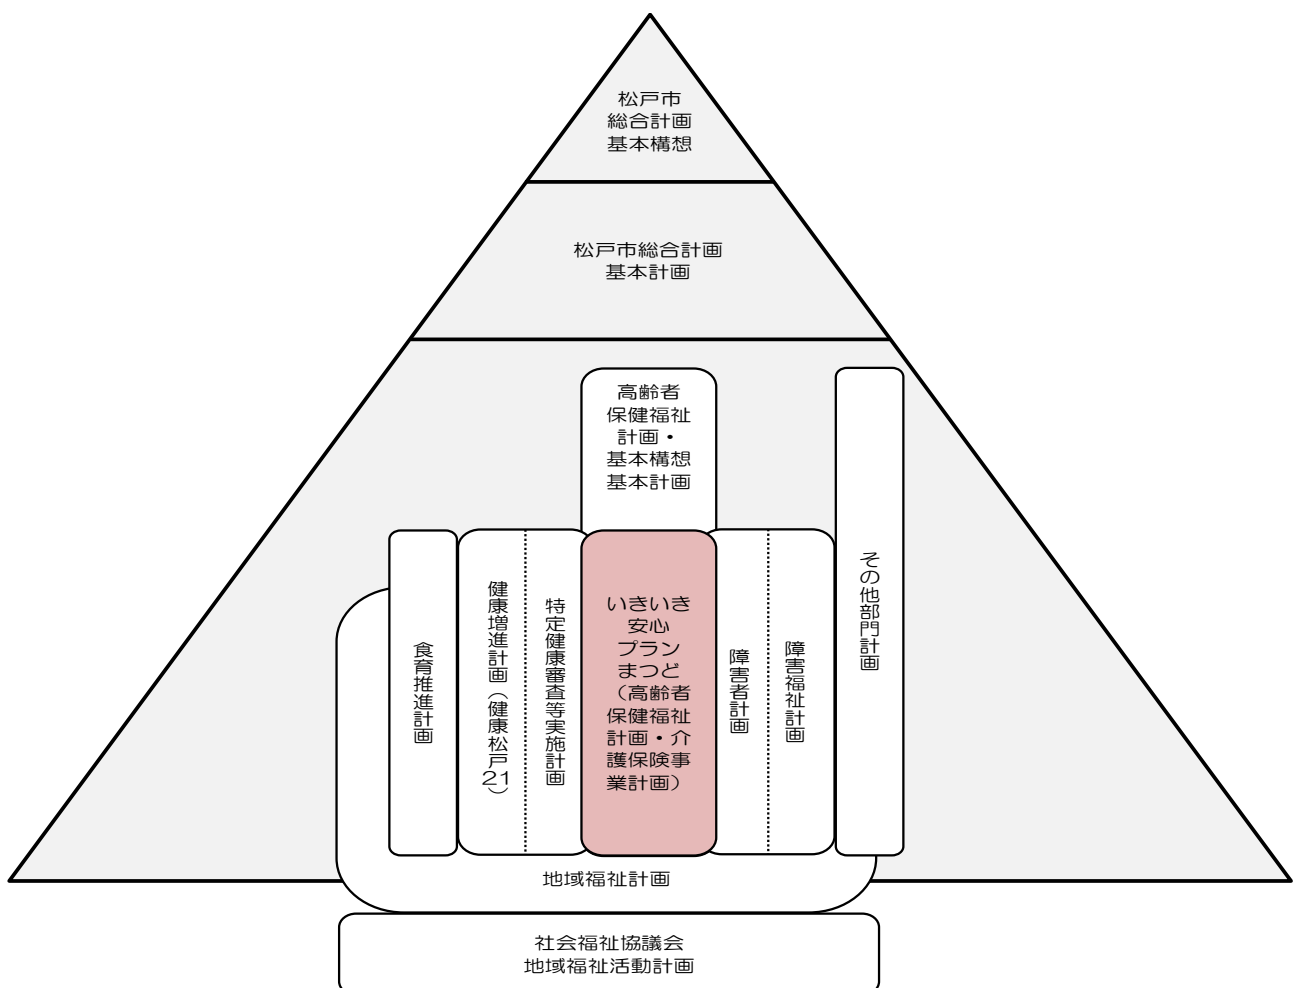 松戸市
総合計画
基本構想
松戸市総合計画
基本計画
高齢者
保健福祉
計画・
基本構想
基本計画
食育推進計画
健康増進計画（健康松戸21）
特定健康審査等実施計画
いきいき
安心
プラン
まつど
（高齢者
保健福祉
計画・介
護保険事
業計画）
障害者計画
障害福祉計画
その他部門計画
地域福祉計画
社会福祉協議会
地域福祉活動計画